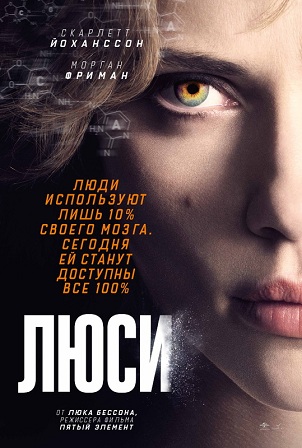 СКАРЛЕТТ
ЙОХАНССОН
МОРГАН
ФРИМАН
ЛЮДИ
ИСПОЛЬЗУЮТ
ЛИШЬ 10%
СВОЕГО МОЗГА.
СЕГОДНЯ
ЕЙ СТАНУТ
ДОСТУПНЫ
ВСЕ 100%
ЛЮСИ
ОТ ЛЮКА БЕССОНА,
РЕЖИССЕРА ФИЛЬМА
ПЯТЫЙ ЭЛЕМЕНТ